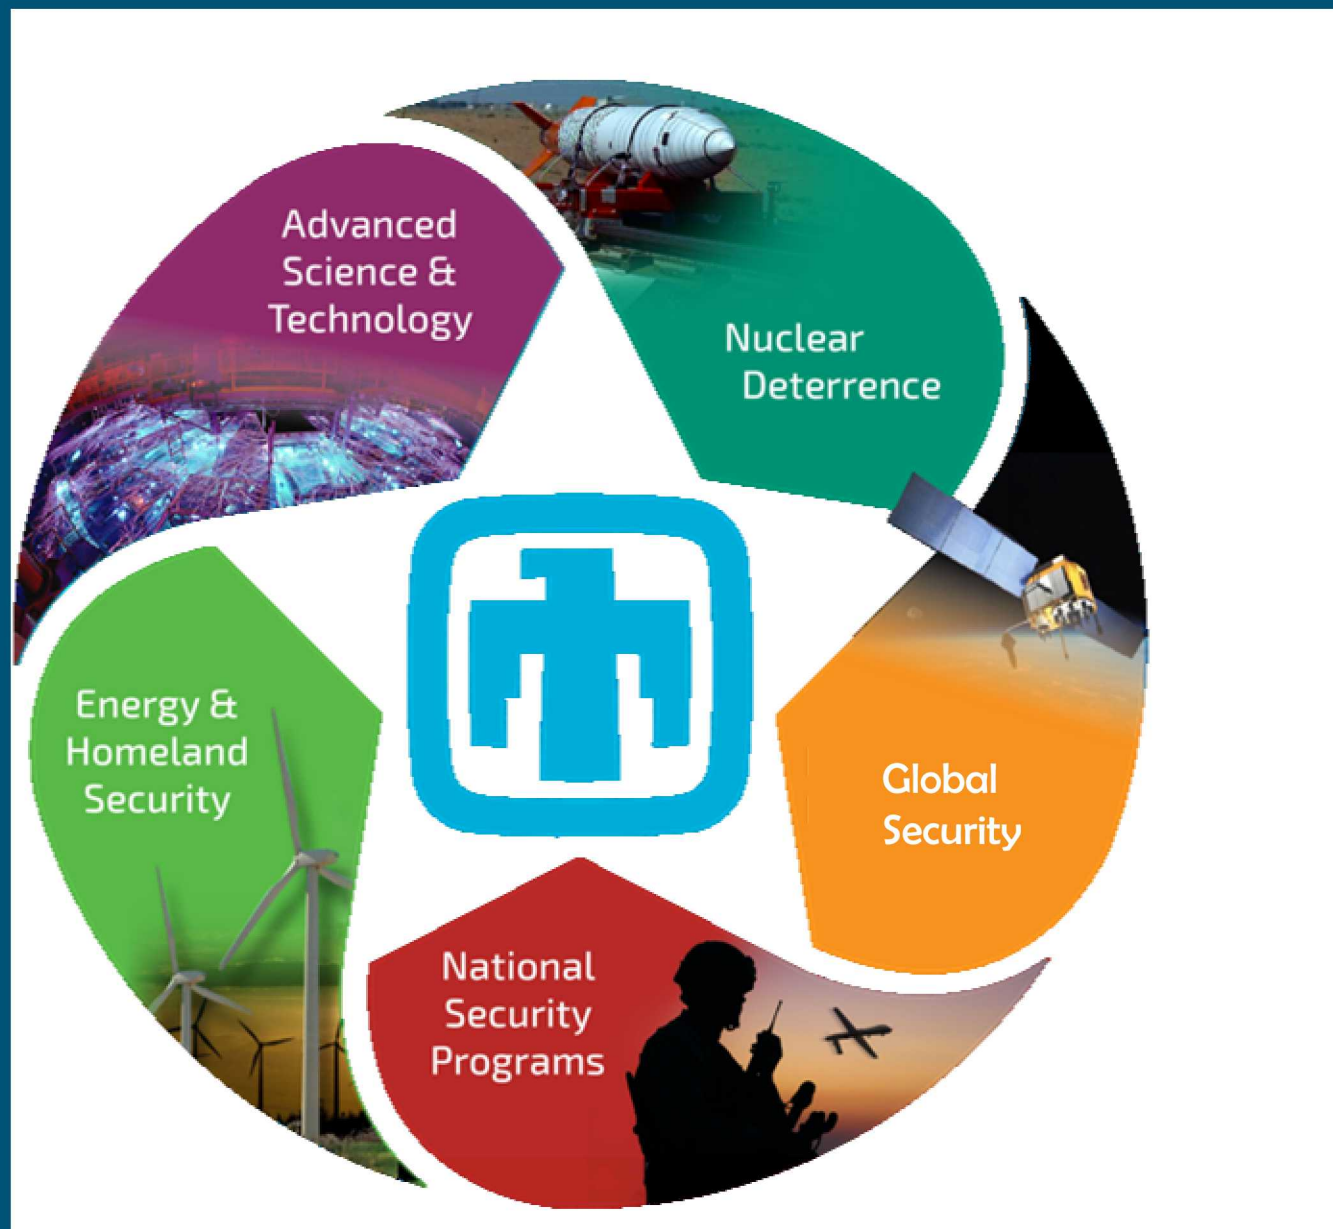 Advanced
Science &
Technology
Nuclear
Deterrence
Energy &
Homeland
Security
Global
Security
National
Security
Programs